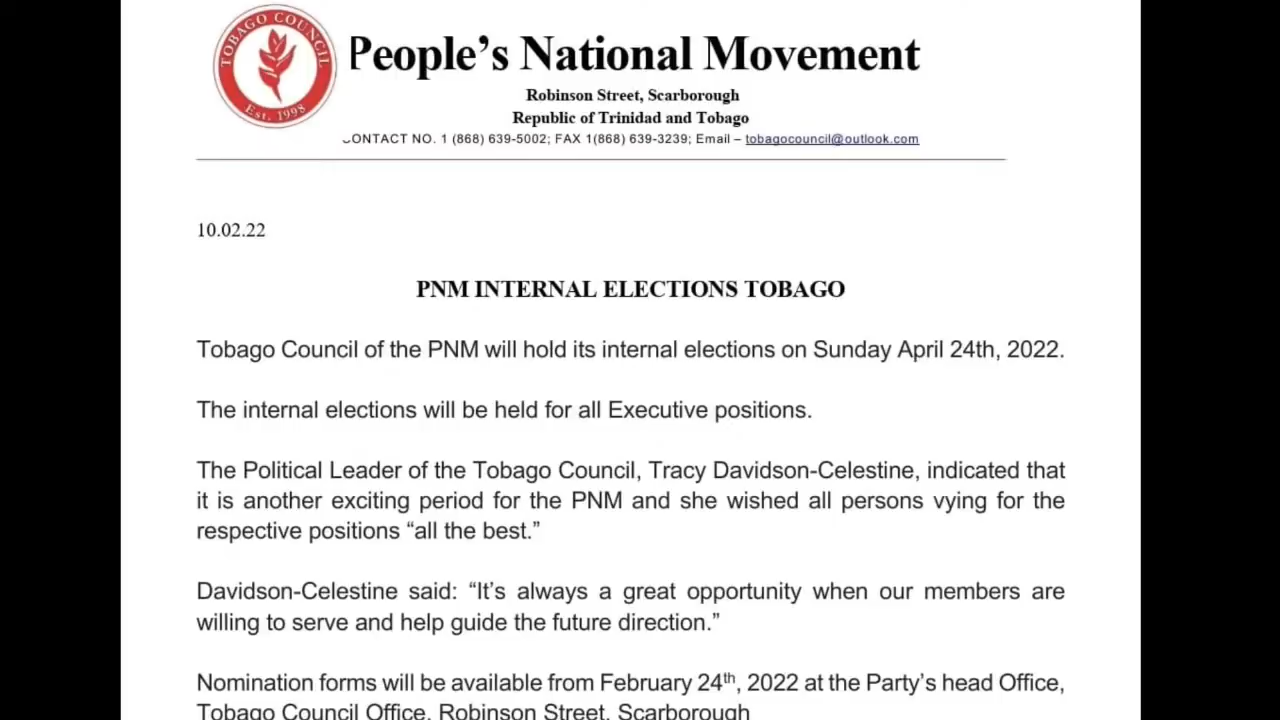 TOBAGO COUNCIL
Est. 1998
People’s National Movement
Robinson Street, Scarborough
Republic of Trinidad and Tobago
CONTACT NO. 1 (868) 639-5002; FAX 1(868) 639-3239; Email – tobagocouncil@outlook.com
10.02.22
PNM INTERNAL ELECTIONS TOBAGO
Tobago Council of the PNM will hold its internal elections on Sunday April 24th, 2022.
The internal elections will be held for all Executive positions.
The Political Leader of the Tobago Council, Tracy Davidson-Celestine, indicated that
it is another exciting period for the PNM and she wished all persons vying for the
respective positions “all the best.”
Davidson-Celestine said: “It’s always a great opportunity when our members are
willing to serve and help guide the future direction.”
Nomination forms will be available from February 24th, 2022 at the Party’s head Office,
Tobago Council Office, Robinson Street, Scarborough